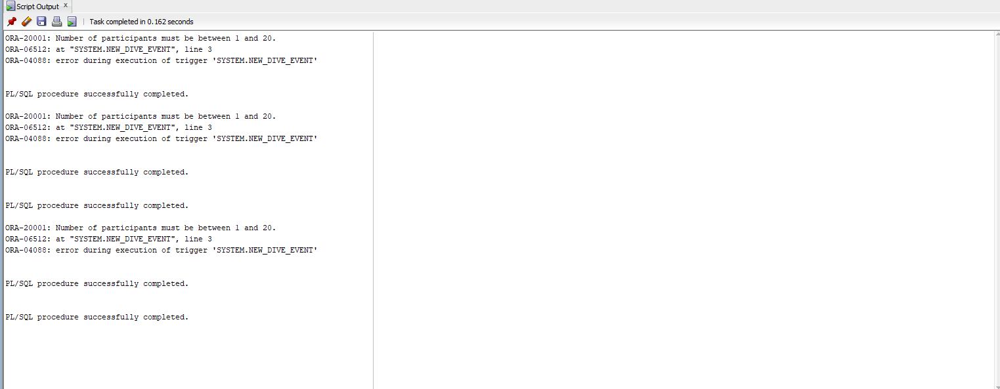 Script Output x
Task completed in 0.162 seconds
ORA-20001: Number of participants must be between 1 and 20.
ORA-06512: at "SYSTEM.NEW_DIVE_EVENT", line 3
ORA-04088: error during execution of trigger 'SYSTEM.NEW_DIVE_EVENT'
PL/SQL procedure successfully completed.
ORA-20001: Number of participants must be between 1 and 20.
ORA-06512: at "SYSTEM.NEW_DIVE_EVENT", line 3
ORA-04088: error during execution of trigger 'SYSTEM.NEW_DIVE_EVENT'
PL/SQL procedure successfully completed.
PL/SQL procedure successfully completed.
ORA-20001: Number of participants must be between 1 and 20.
ORA-06512: at "SYSTEM.NEW_DIVE_EVENT", line 3
ORA-04088: error during execution of trigger 'SYSTEM.NEW_DIVE_EVENT'
PL/SQL procedure successfully completed.
PL/SQL procedure successfully completed.